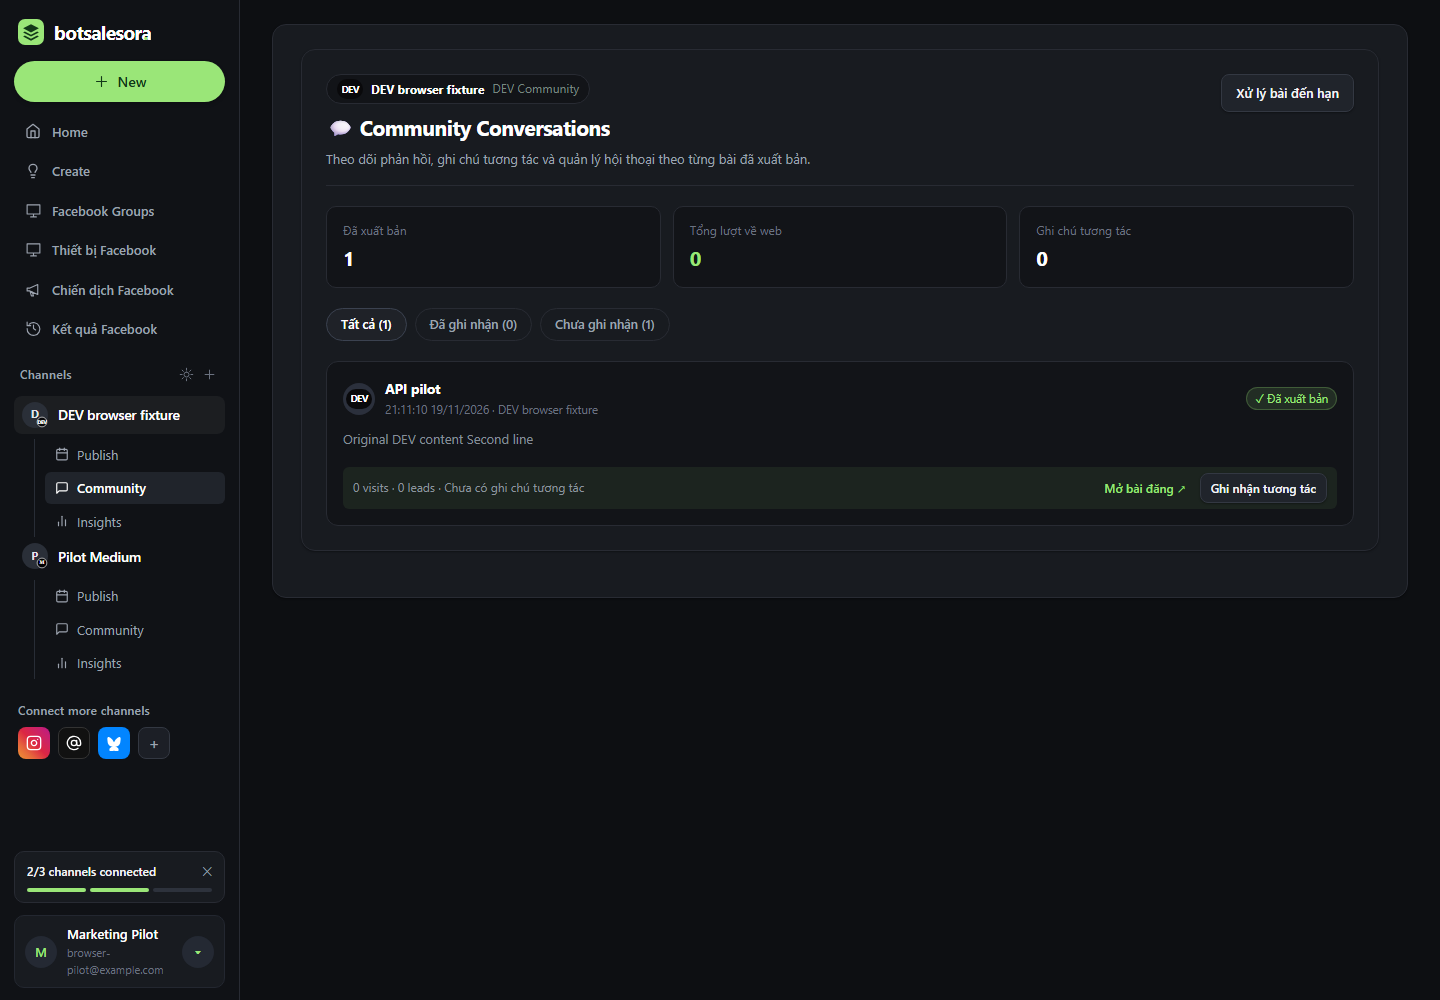 botsalesora
+ New
Home
Create
Facebook Groups
Thiết bị Facebook
Chiến dịch Facebook
Kết quả Facebook
Channels
D DEV DEV browser fixture
Publish
Community
Insights
P M Pilot Medium
Publish
Community
Insights
Connect more channels
2/3 channels connected
M Marketing Pilot
browser-
pilot@example.com
DEV DEV browser fixture DEV Community
Xử lý bài đến hạn
Community Conversations
Theo dõi phản hồi, ghi chú tương tác và quản lý hội thoại theo từng bài đã xuất bản.
Đã xuất bản
1
Tổng lượt về web
0
Ghi chú tương tác
0
Tất cả (1) Đã ghi nhận (0) Chưa ghi nhận (1)
DEV API pilot
21:11:10 19/11/2026 · DEV browser fixture
✓ Đã xuất bản
Original DEV content Second line
0 visits · 0 leads · Chưa có ghi chú tương tác Mở bài đăng ↗ Ghi nhận tương tác